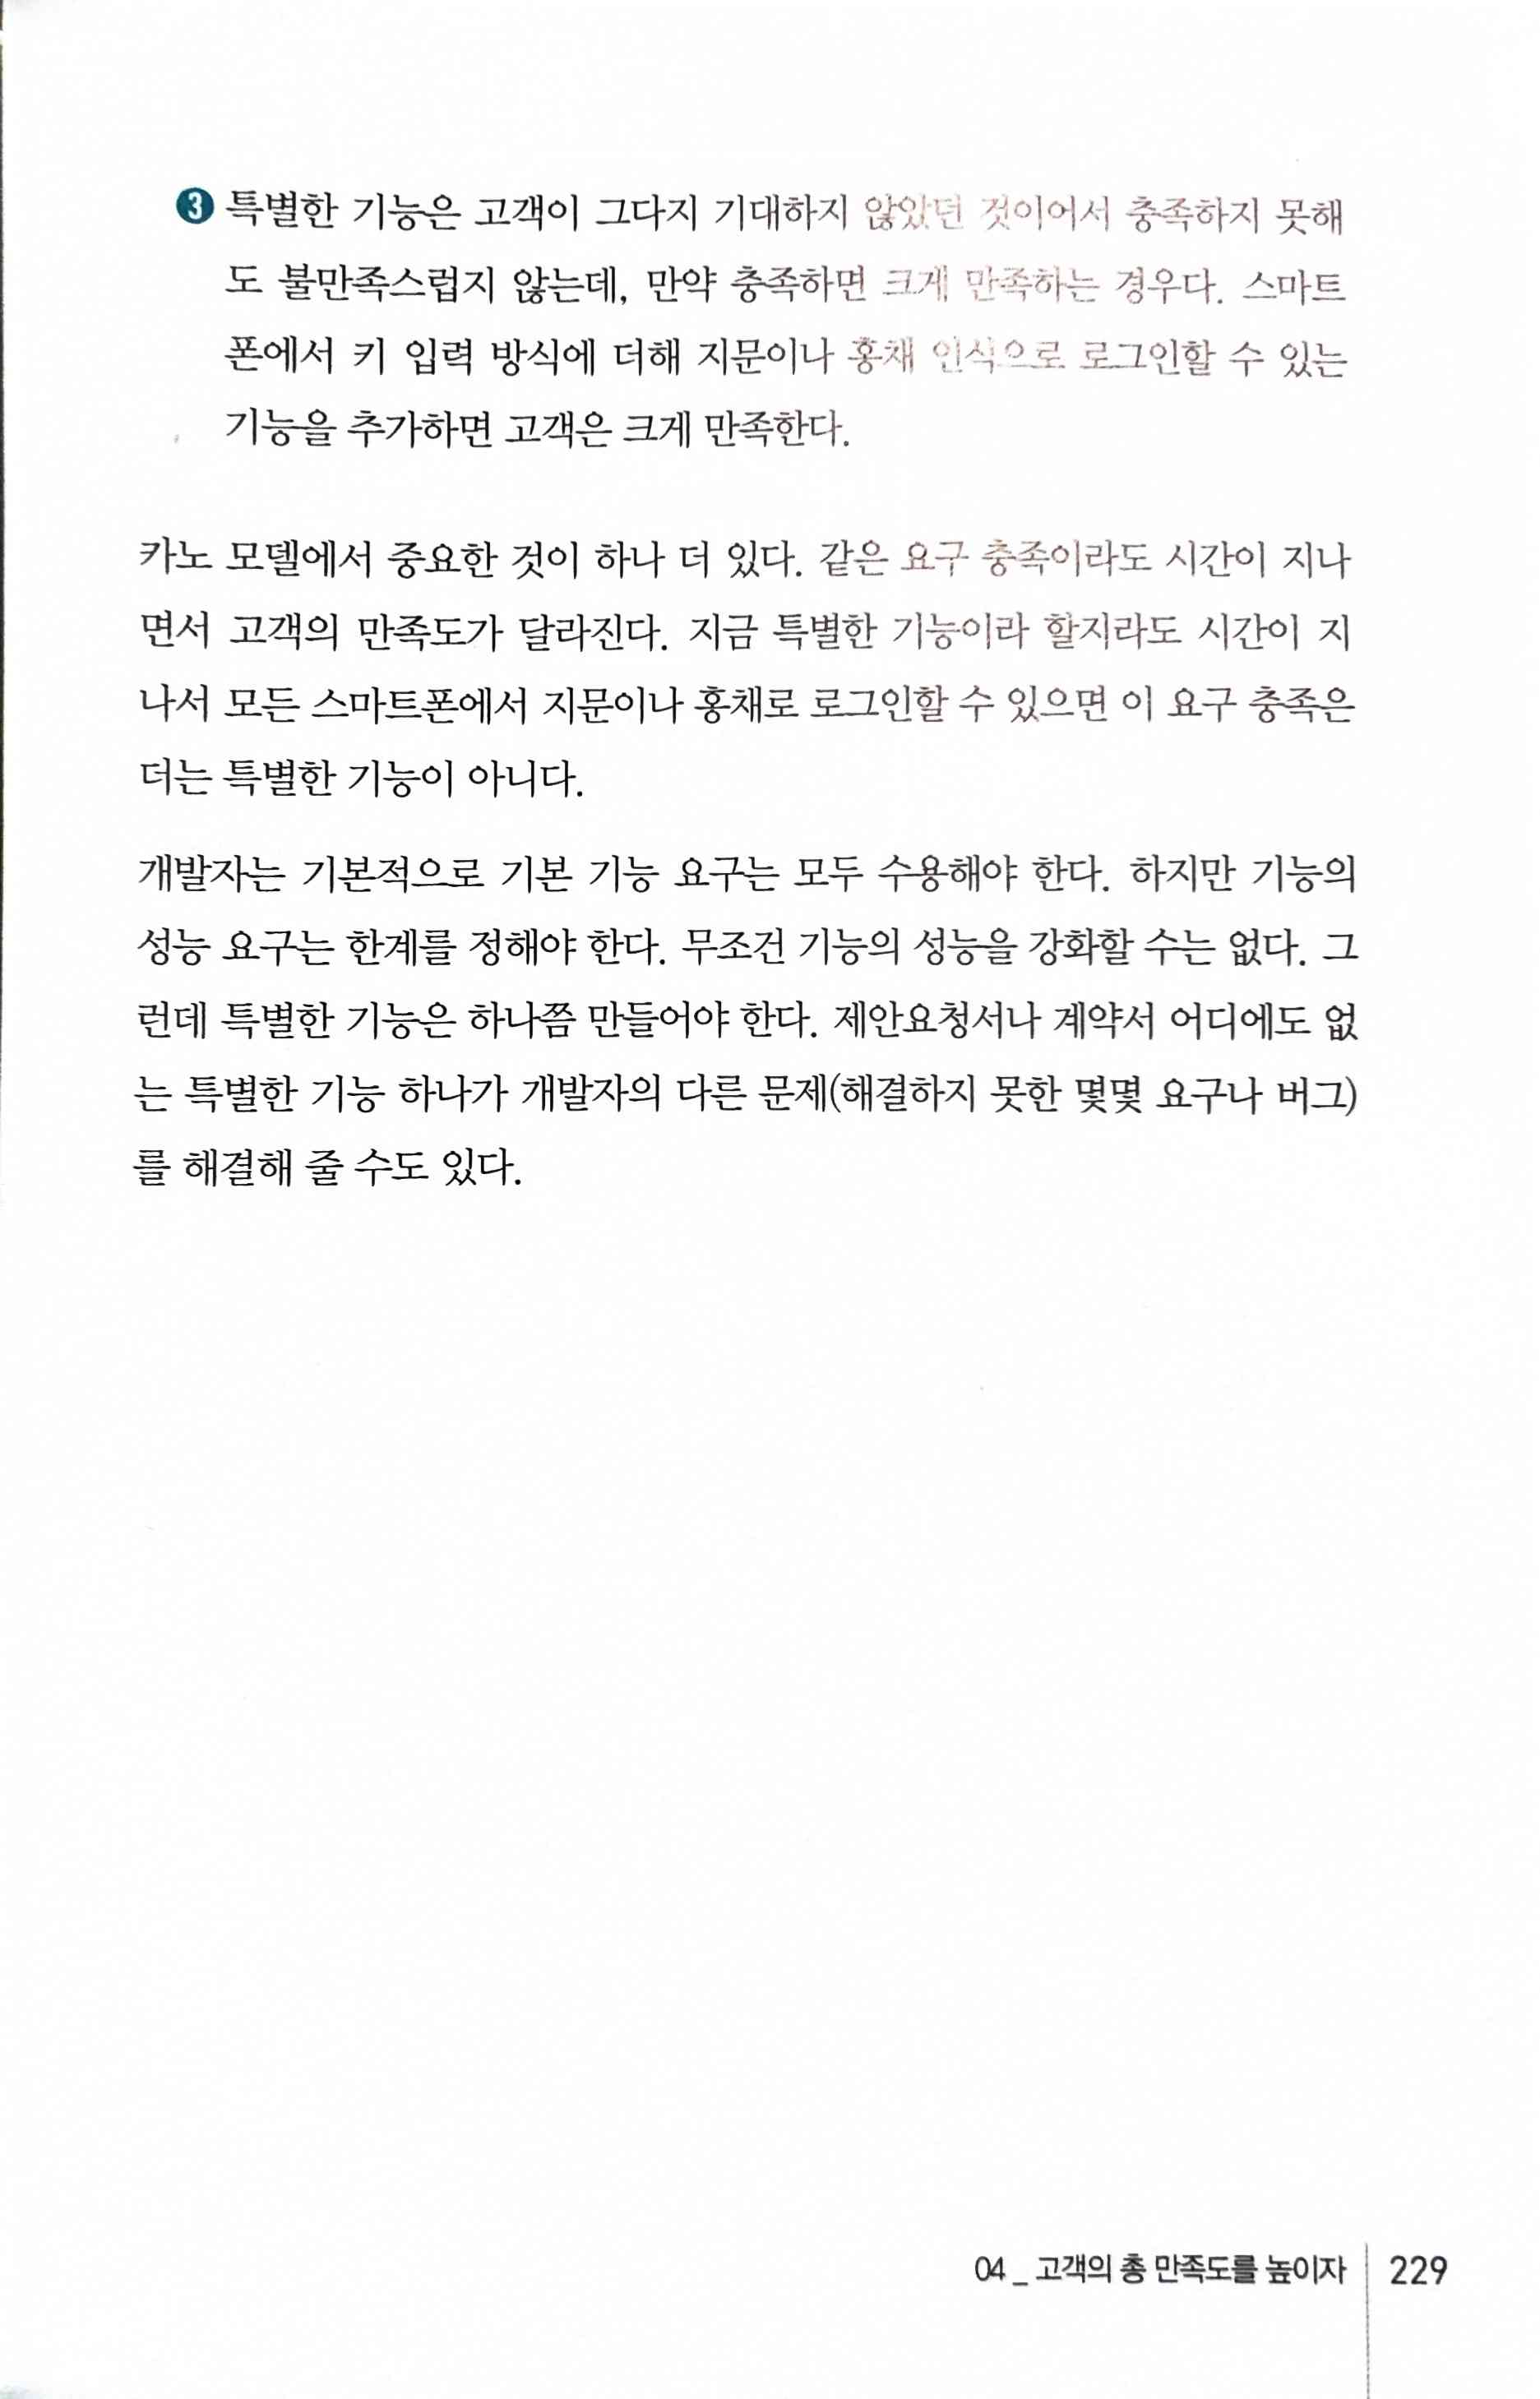 ❸ 특별한 기능은 고객이 그다지 기대하지 않았던 것이어서 충족하지 못해
도 불만족스럽지 않는데, 만약 충족하면 크게 만족하는 경우다. 스마트
폰에서 키 입력 방식에 더해 지문이나 홍채 인식으로 로그인할 수 있는
기능을 추가하면 고객은 크게 만족한다.
카노 모델에서 중요한 것이 하나 더 있다. 같은 요구 충족이라도 시간이 지나
면서 고객의 만족도가 달라진다. 지금 특별한 기능이라 할지라도 시간이 지
나서 모든 스마트폰에서 지문이나 홍채로 로그인할 수 있으면 이 요구 충족은
더는 특별한 기능이 아니다.
개발자는 기본적으로 기본 기능 요구는 모두 수용해야 한다. 하지만 기능의
성능 요구는 한계를 정해야 한다. 무조건 기능의 성능을 강화할 수는 없다. 그
런데 특별한 기능은 하나쯤 만들어야 한다. 제안요청서나 계약서 어디에도 없
는 특별한 기능 하나가 개발자의 다른 문제(해결하지 못한 몇몇 요구나 버그)
를 해결해 줄 수도 있다.
04 _ 고객의 총 만족도를 높이자 229